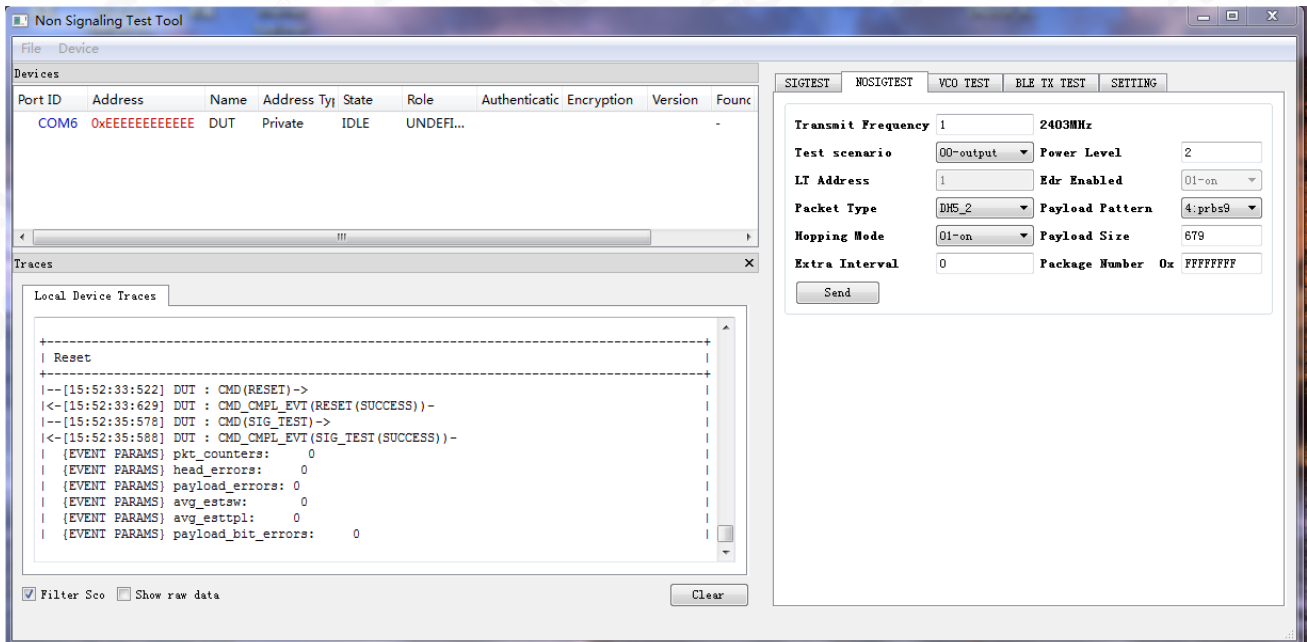 Non Signaling Test Tool
File Device
Devices
Port ID Address Name Address Ty State Role Authenticatic Encryption Version Founc
COM6 0xEEEEEEEEEEEE DUT Private IDLE UNDEFI... -
Traces
Local Device Traces
| Reset
|--[15:52:33:522] DUT : CMD(RESET)->
|<-[15:52:33:629] DUT : CMD_CMPL_EVT(RESET(SUCCESS))-
|--[15:52:35:578] DUT : CMD(SIG_TEST)->
|<-[15:52:35:588] DUT : CMD_CMPL_EVT(SIG_TEST(SUCCESS))-
| {EVENT PARAMS} pkt_counters: 0
| {EVENT PARAMS} head_errors: 0
| {EVENT PARAMS} payload_errors: 0
| {EVENT PARAMS} avg_estsw: 0
| {EVENT PARAMS} avg_esttpl: 0
| {EVENT PARAMS} payload_bit_errors: 0
Filter Sco Show raw data Clear
SIGTEST NOSIGTEST VCO TEST BLE TX TEST SETTING
Transmit Frequency 1 2403MHz
Test scenario 00-output Power Level 2
LT Address 1 Edr Enabled 01-on
Packet Type DH5_2 Payload Pattern 4:prbs9
Hopping Mode 01-on Payload Size 679
Extra Interval 0 Package Number 0x FFFFFFFF
Send